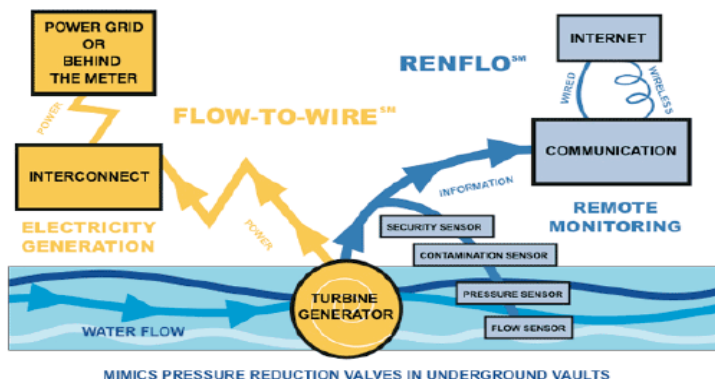 POWER GRID
OR
BEHIND
THE METER
POWER
INTERCONNECT
ELECTRICITY
GENERATION
FLOW-TO-WIRE℠
POWER
RENFLO℠
INTERNET
WIRED
WIRELESS
COMMUNICATION
INFORMATION
REMOTE
MONITORING
SECURITY SENSOR
CONTAMINATION SENSOR
PRESSURE SENSOR
FLOW SENSOR
TURBINE
GENERATOR
WATER FLOW
MIMICS PRESSURE REDUCTION VALVES IN UNDERGROUND VAULTS